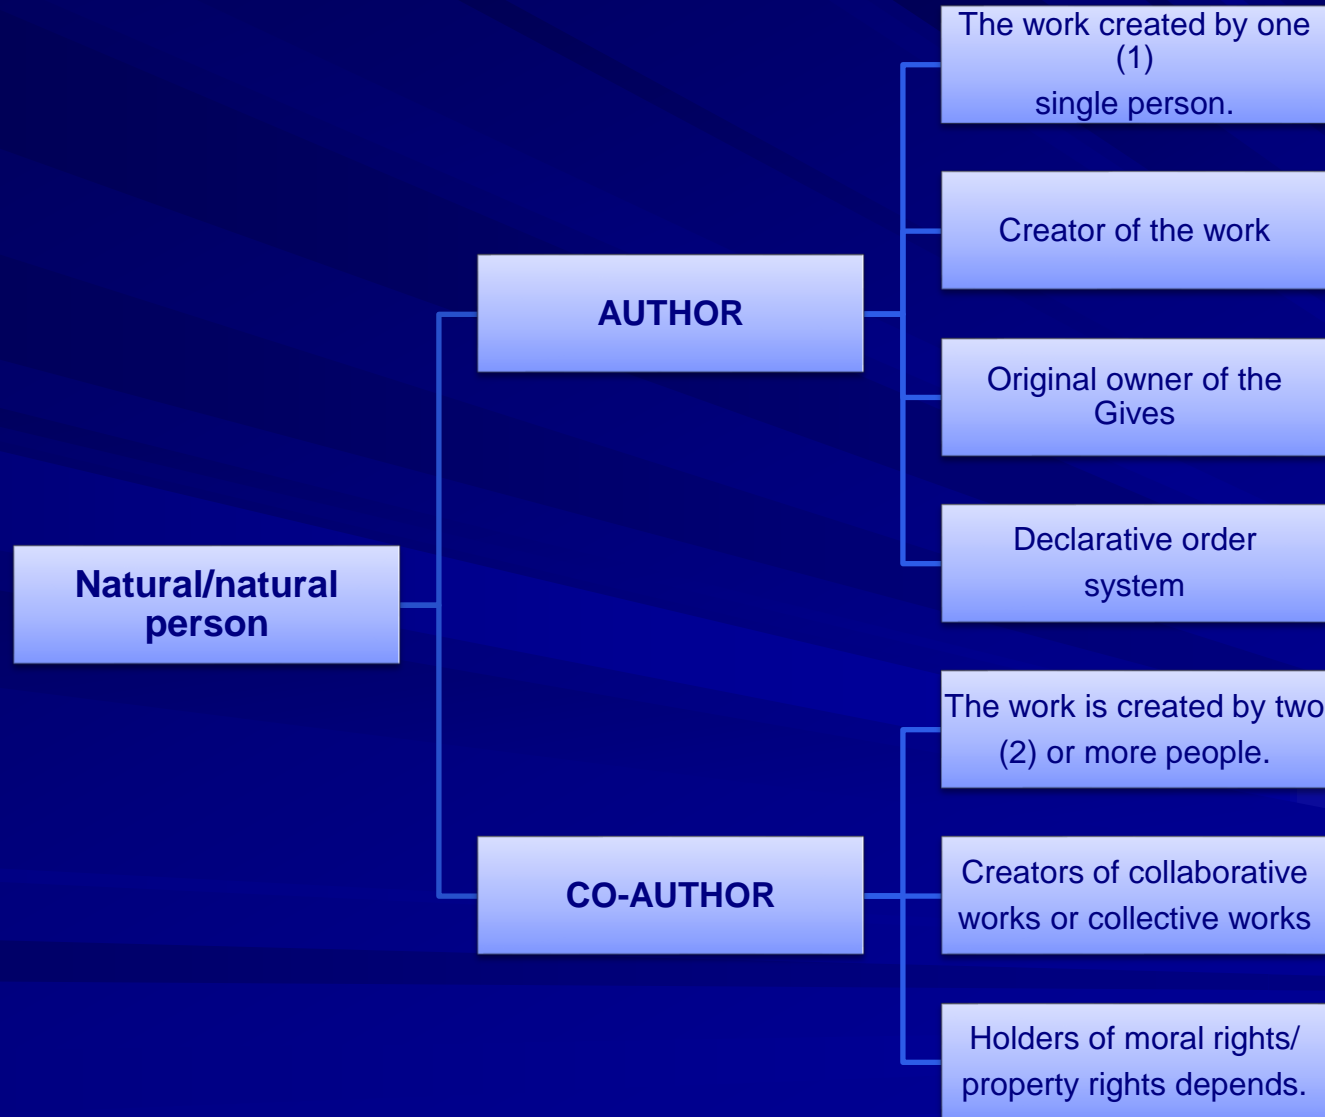 The work created by one
(1)
single person.
Creator of the work
AUTHOR
Original owner of the
Gives
Declarative order
system
Natural/natural
person
The work is created by two
(2) or more people.
CO-AUTHOR
Creators of collaborative
works or collective works
Holders of moral rights/
property rights depends.